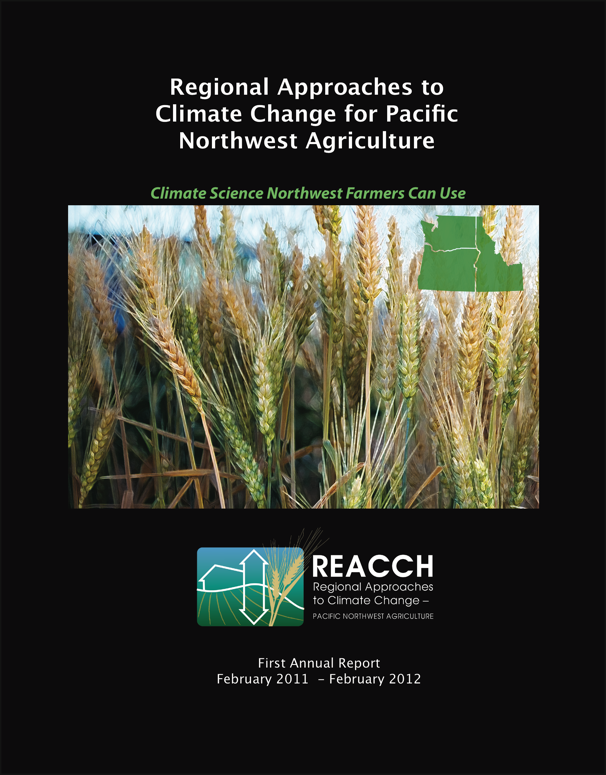 Regional Approaches to
Climate Change for Pacific
Northwest Agriculture
Climate Science Northwest Farmers Can Use
REACCH
Regional Approaches
to Climate Change –
PACIFIC NORTHWEST AGRICULTURE
First Annual Report
February 2011 – February 2012